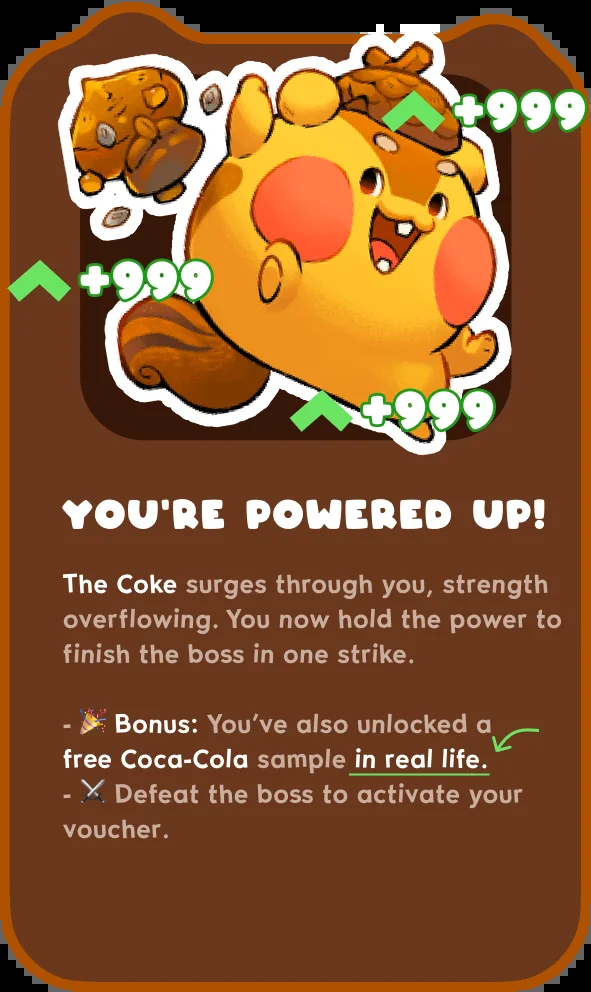 +999
+999
+999
YOU'RE POWERED UP!
The Coke surges through you, strength
overflowing. You now hold the power to
finish the boss in one strike.
- 🎉 Bonus: You’ve also unlocked a
free Coca-Cola sample in real life.
- ⚔️ Defeat the boss to activate your
voucher.